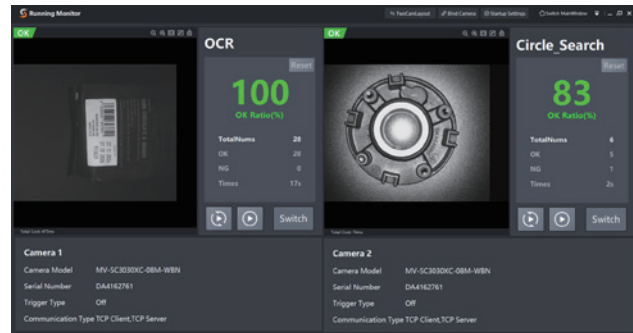 Running Monitor
TwoCamLayout Bind Camera Startup Settings Switch MainWindow
OK
OCR
Reset
100
OK Ratio(%)
TotalNums 28
OK 28
NG 0
Times 17s
Switch
OK
Circle_Search
Reset
83
OK Ratio(%)
TotalNums 6
OK 5
NG 1
Times 2s
Switch
Camera 1
Camera Model MV-SC3030XC-08M-WBN
Serial Number DA4162761
Trigger Type Off
Communication Type TCP Client,TCP Server
Camera 2
Camera Model MV-SC3030XC-08M-WBN
Serial Number DA4162761
Trigger Type Off
Communication Type TCP Client,TCP Server